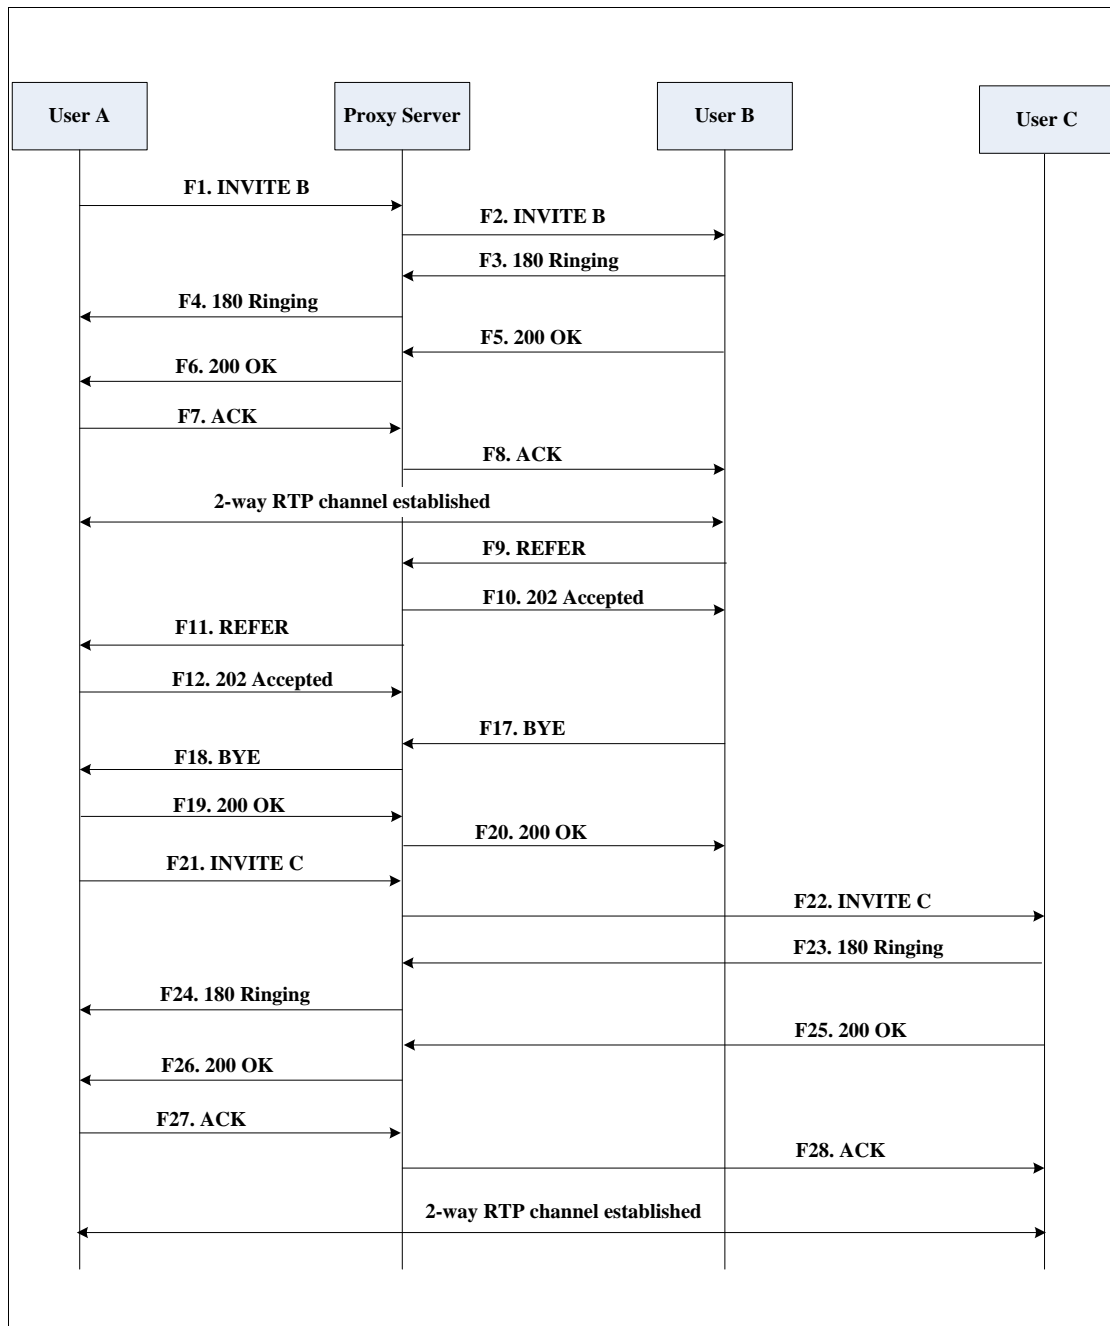 User A
Proxy Server
User B
User C
F1. INVITE B
F2. INVITE B
F3. 180 Ringing
F4. 180 Ringing
F5. 200 OK
F6. 200 OK
F7. ACK
F8. ACK
2-way RTP channel established
F9. REFER
F10. 202 Accepted
F11. REFER
F12. 202 Accepted
F17. BYE
F18. BYE
F19. 200 OK
F20. 200 OK
F21. INVITE C
F22. INVITE C
F23. 180 Ringing
F24. 180 Ringing
F25. 200 OK
F26. 200 OK
F27. ACK
F28. ACK
2-way RTP channel established